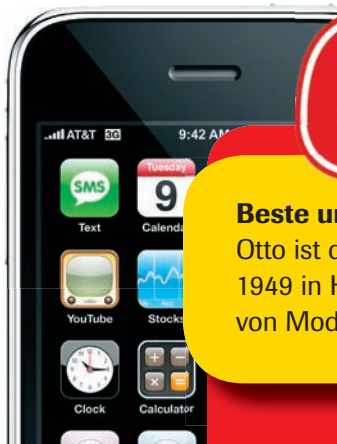 AT&T 3G 9:42 AM
Tuesday
SMS 9
Text Calenda
YouTube Stocks
Clock Calculator
Beste u
Otto ist
1949 in H
von Mod